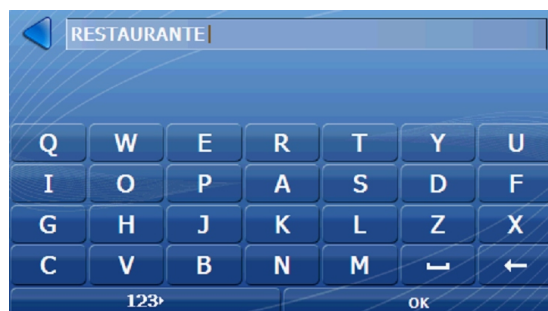 RESTAURANTE
Q W E R T Y U
I O P A S D F
G H J K L Z X
C V B N M
123 OK